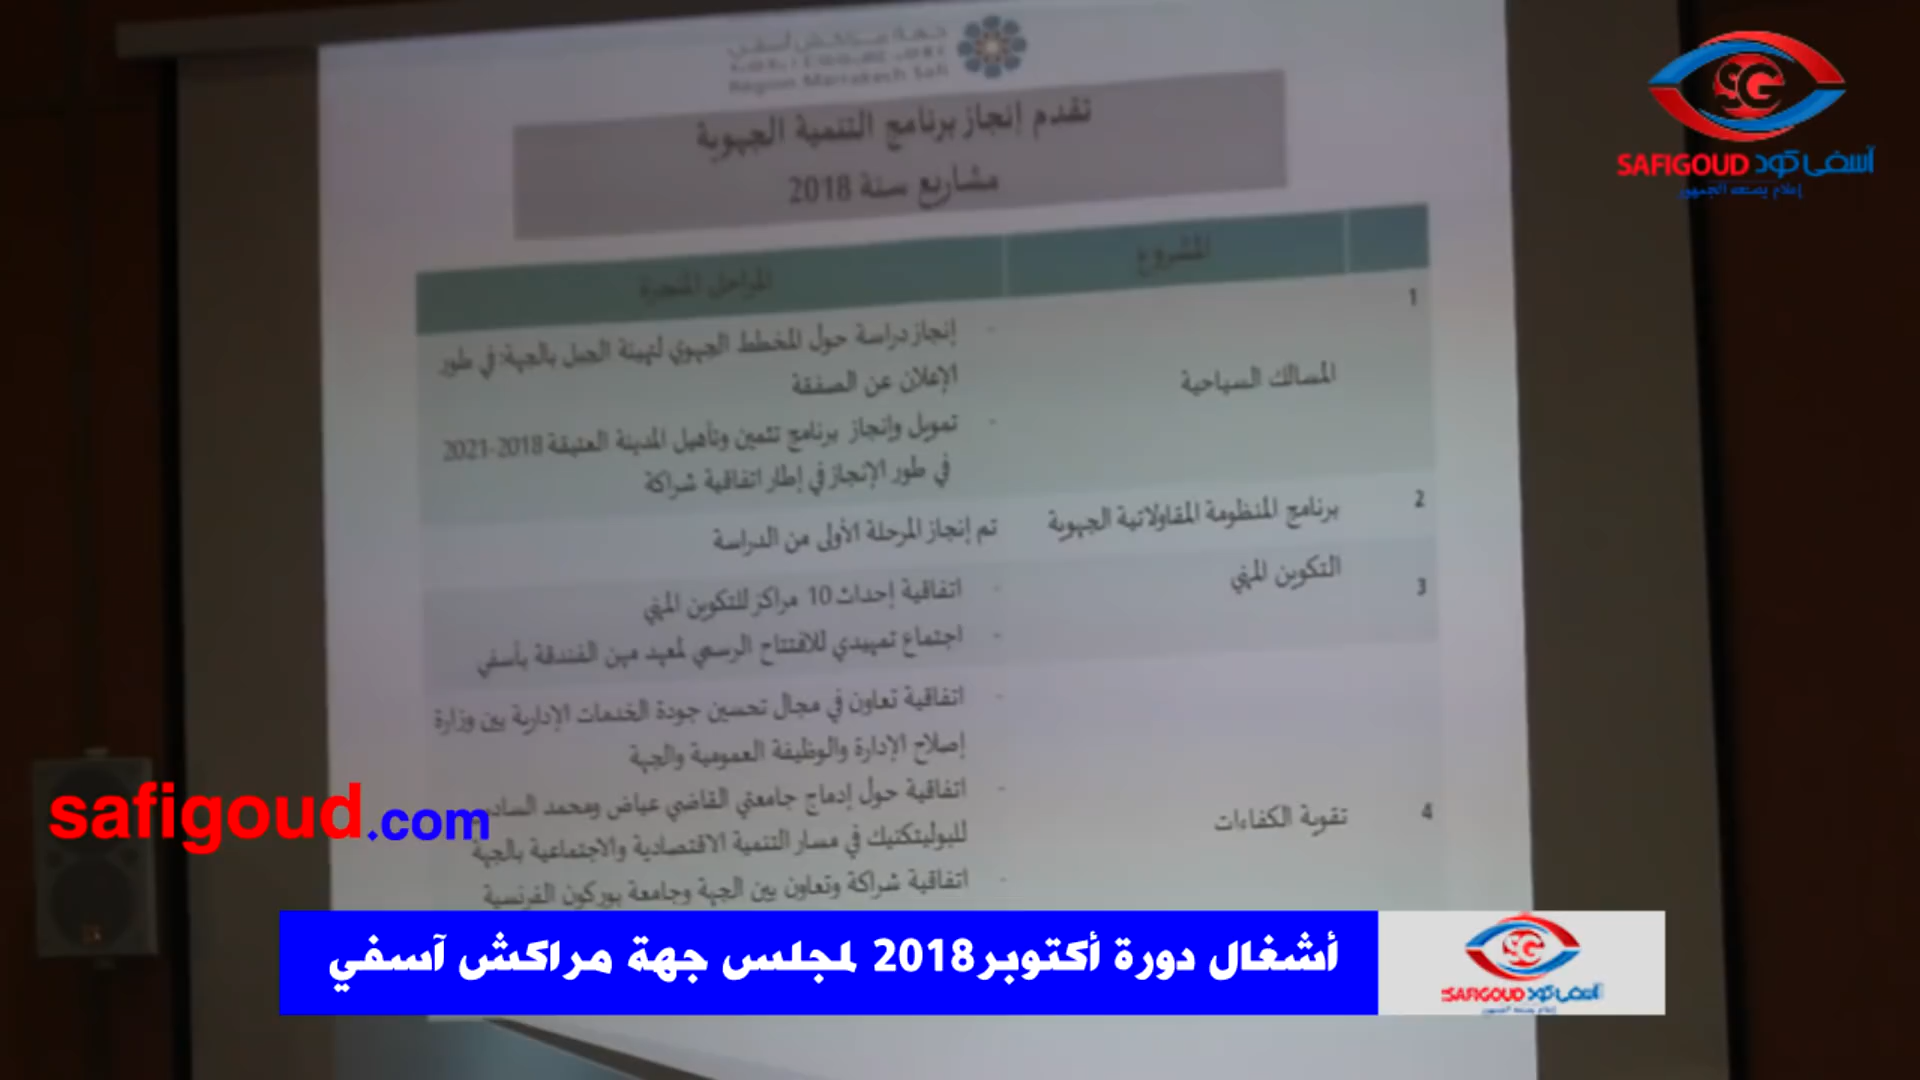 جهة مراكش آسفي
Région Marrakech Safi
SG
SAFIGOUD آسفي كود
إعلام يصنعه الجمهور
تقدم إنجاز برنامج التنمية الجهوية
مشاريع سنة 2018
المشروع
المراحل المنجزة
1
المسالك السياحية
- إنجاز دراسة حول المخطط الجهوي لتهيئة الجبل بالجهة: في طور
الإعلان عن الصفقة
- تمويل وإنجاز برنامج تثمين وتأهيل المدينة العتيقة 2018-2021
في طور الإنجاز في إطار اتفاقية شراكة
2
برنامج المنظومة المقاولاتية الجهوية
تم إنجاز المرحلة الأولى من الدراسة
3
التكوين المهني
- اتفاقية إحداث 10 مراكز للتكوين المهني
- اجتماع تمهيدي للافتتاح الرسمي لمعهد مهن الفندقة بأسفي
4
تقوية الكفاءات
- اتفاقية تعاون في مجال تحسين جودة الخدمات الإدارية بين وزارة
إصلاح الإدارة والوظيفة العمومية والجهة
- اتفاقية حول إدماج جامعتي القاضي عياض ومحمد السادس
للبوليتكنيك في مسار التنمية الاقتصادية والاجتماعية بالجهة
- اتفاقية شراكة وتعاون بين الجهة وجامعة بوركون الفرنسية
safigoud.com
أشغال دورة أكتوبر2018 لمجلس جهة مراكش آسفي
SG
SAFIGOUD آسفي كود